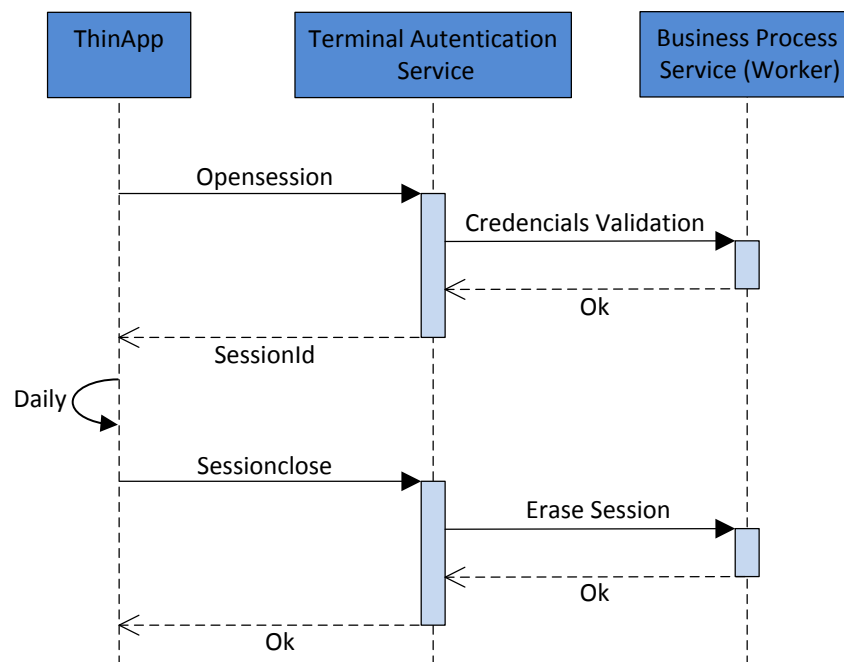 ThinApp
Terminal Autentication
Service
Business Process
Service (Worker)
Opensession
Credencials Validation
Ok
SessionId
Daily
Sessionclose
Erase Session
Ok
Ok